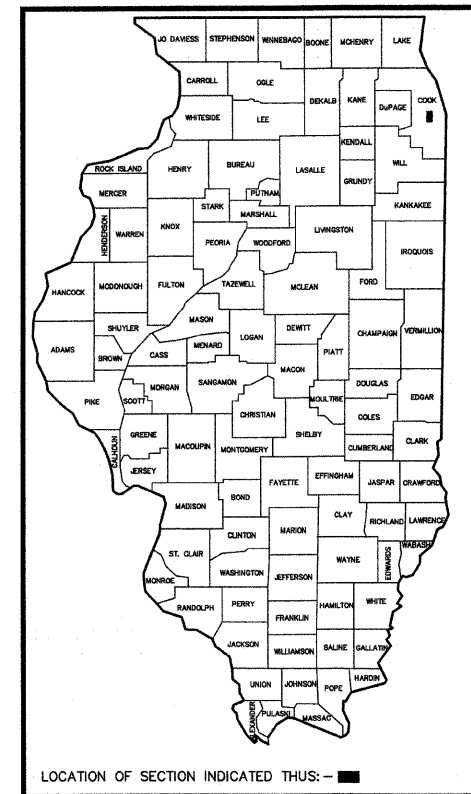 JO DAVIESS STEPHENSON WINNEBAGO BOONE MCHENRY LAKE
CARROLL OGLE DEKALB KANE COOK
DuPAGE
WHITESIDE LEE
KENDALL
ROCK ISLAND HENRY BUREAU LASALLE GRUNDY WILL
MERCER PUTNAM
STARK MARSHALL KANKAKEE
HENDERSON WARREN KNOX PEORIA WOODFORD LIVINGSTON
IROQUOIS
HANCOCK MCDONOUGH FULTON TAZEWELL MCLEAN FORD
MASON
SHUYLER LOGAN DEWITT CHAMPAIGN VERMILLION
ADAMS BROWN CASS MENARD PIATT
MACON
MORGAN SANGAMON DOUGLAS
PIKE SCOTT CHRISTIAN MOULTRIE EDGAR
COLES
GREENE MACOUPIN SHELBY
CALHOUN MONTGOMERY CUMBERLAND CLARK
JERSEY
FAYETTE EFFINGHAM JASPAR CRAWFORD
MADISON BOND
CLAY RICHLAND LAWRENCE
MARION
CLINTON WABASH
ST. CLAIR WAYNE EDWARDS
WASHINGTON JEFFERSON
MONROE
RANDOLPH PERRY HAMILTON WHITE
FRANKLIN
JACKSON
WILLIAMSON SALINE GALLATIN
UNION JOHNSON POPE HARDIN
ALEXANDER PULASKI MASSAC
LOCATION OF SECTION INDICATED THUS: -